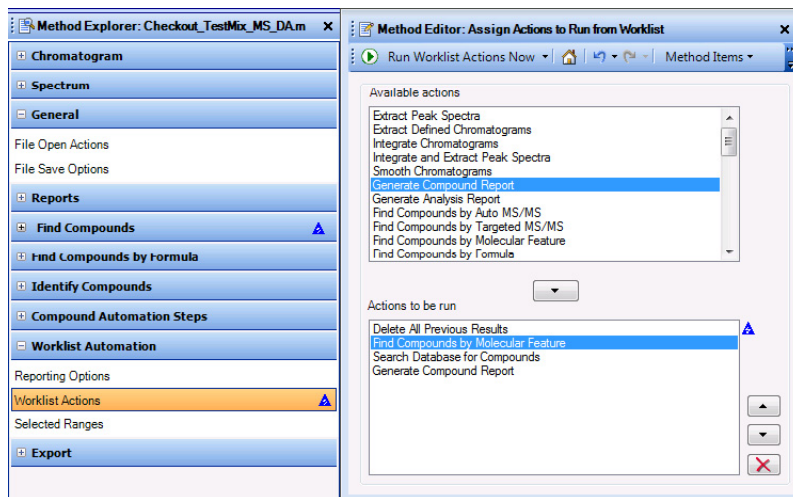 Method Explorer: Checkout_TestMix_MS_DA.m
Chromatogram
Spectrum
General
File Open Actions
File Save Options
Reports
Find Compounds
Find Compounds by Formula
Identify Compounds
Compound Automation Steps
Worklist Automation
Reporting Options
Worklist Actions
Selected Ranges
Export
Method Editor: Assign Actions to Run from Worklist
Run Worklist Actions Now
Method Items
Available actions
Extract Peak Spectra
Extract Defined Chromatograms
Integrate Chromatograms
Integrate and Extract Peak Spectra
Smooth Chromatograms
Generate Compound Report
Generate Analysis Report
Find Compounds by Auto MS/MS
Find Compounds by Targeted MS/MS
Find Compounds by Molecular Feature
Find Compounds by Formula
Actions to be run
Delete All Previous Results
Find Compounds by Molecular Feature
Search Database for Compounds
Generate Compound Report